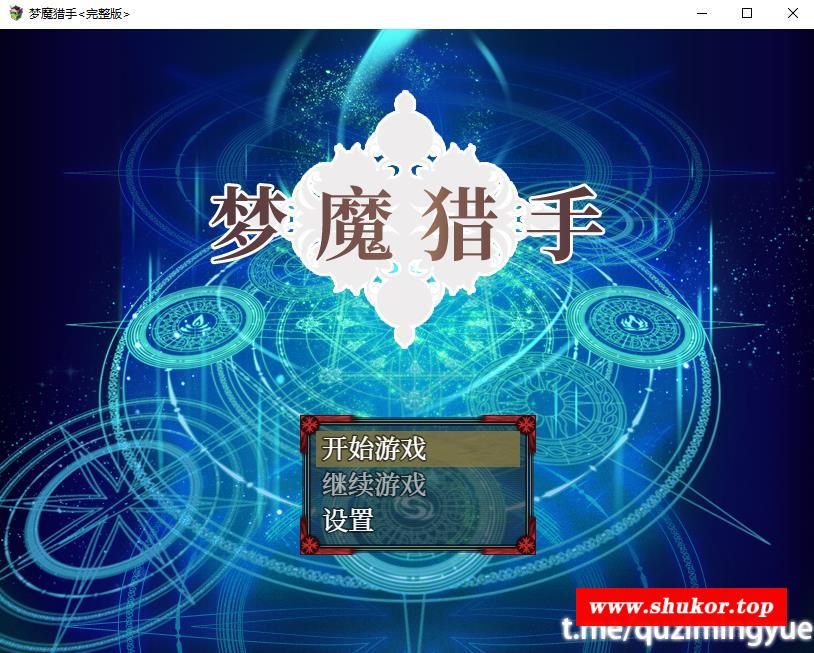 梦魔猎手<完整版>
梦魔猎手
开始游戏
继续游戏
设置
www.shukor.top
t.me/quzimingyue